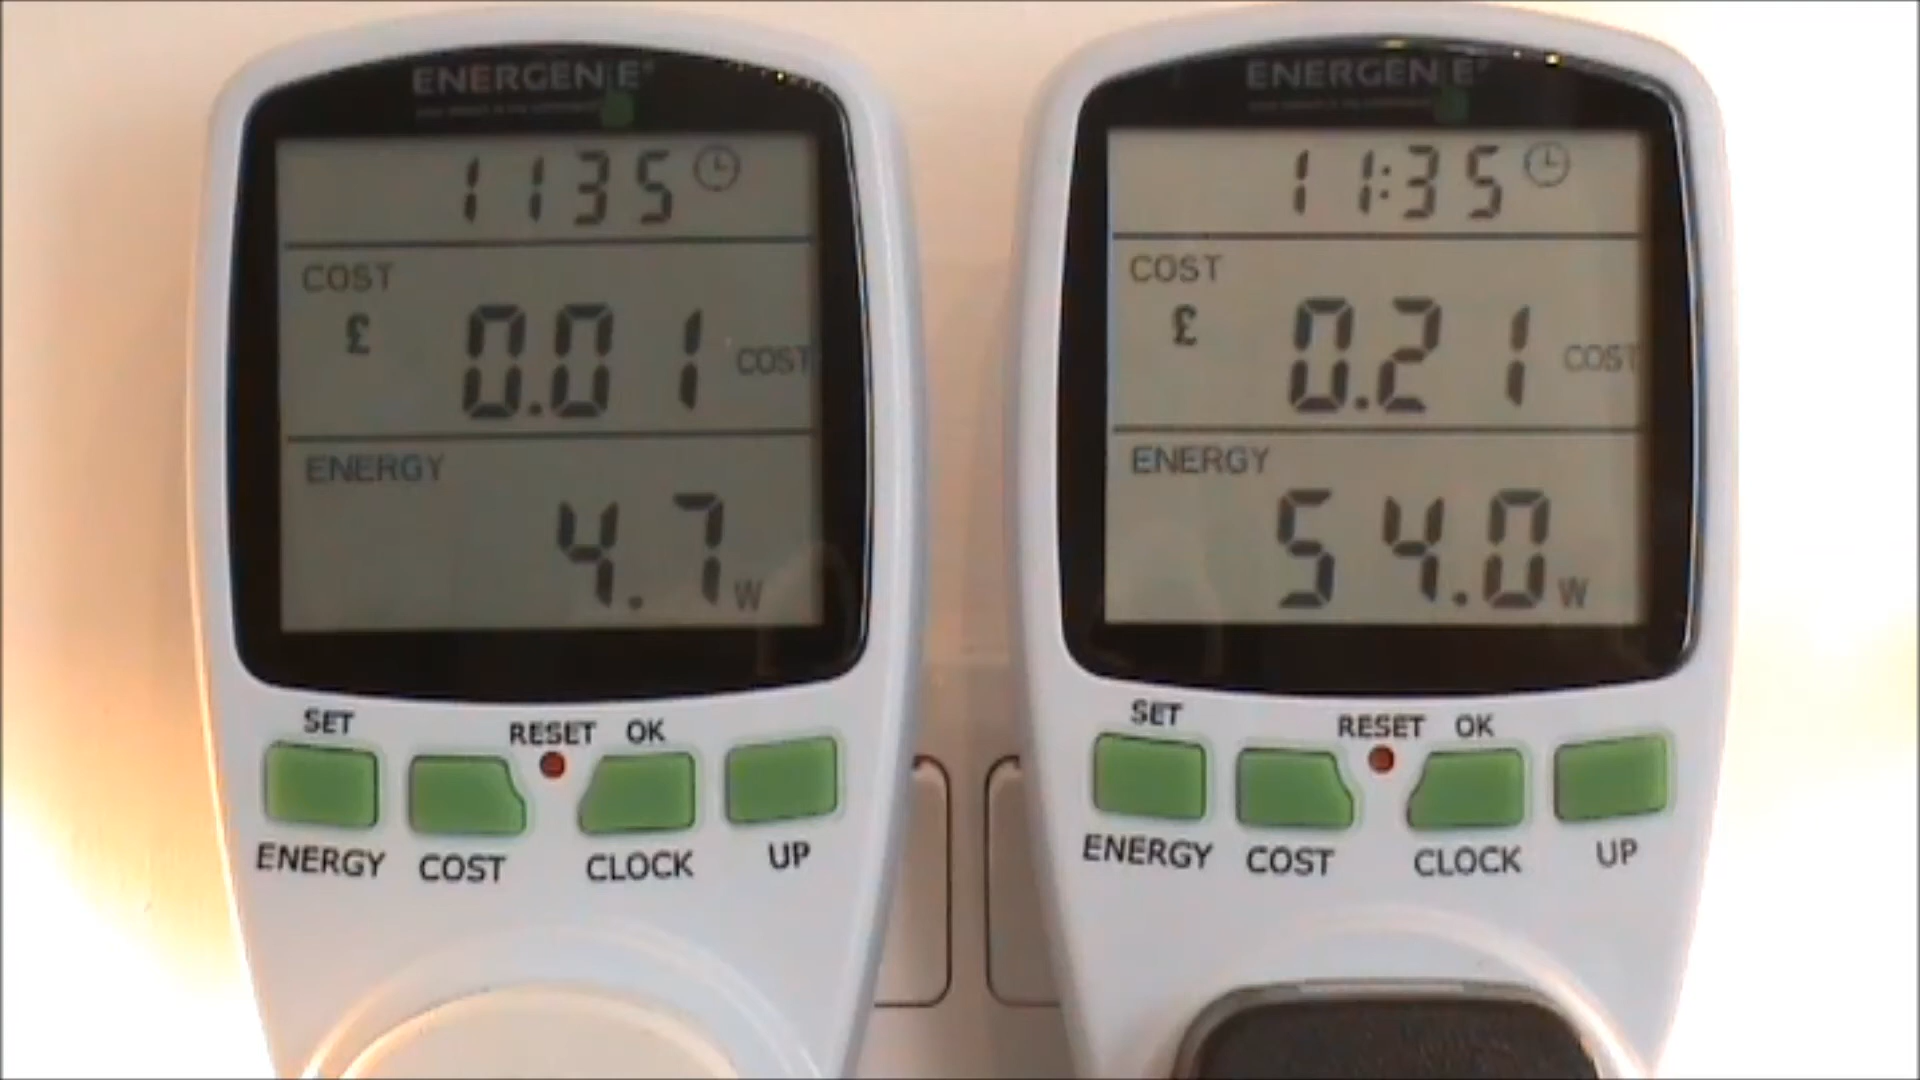 ENERGENIE
1135
COST
£ 0.01 COST
ENERGY
4.7 W
SET RESET OK
ENERGY COST CLOCK UP
ENERGENIE
11:35
COST
£ 0.21 COST
ENERGY
54.0 W
SET RESET OK
ENERGY COST CLOCK UP